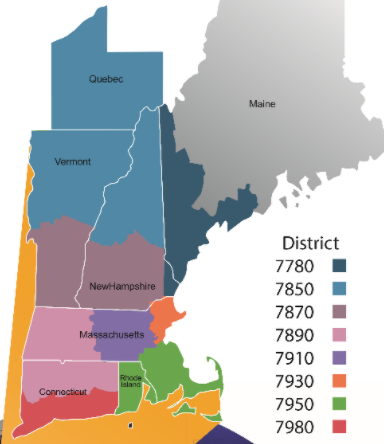 Quebec
Maine
Vermont
NewHampshire
Massachusetts
Connecticut
Rhode
Island
District
7780
7850
7870
7890
7910
7930
7950
7980